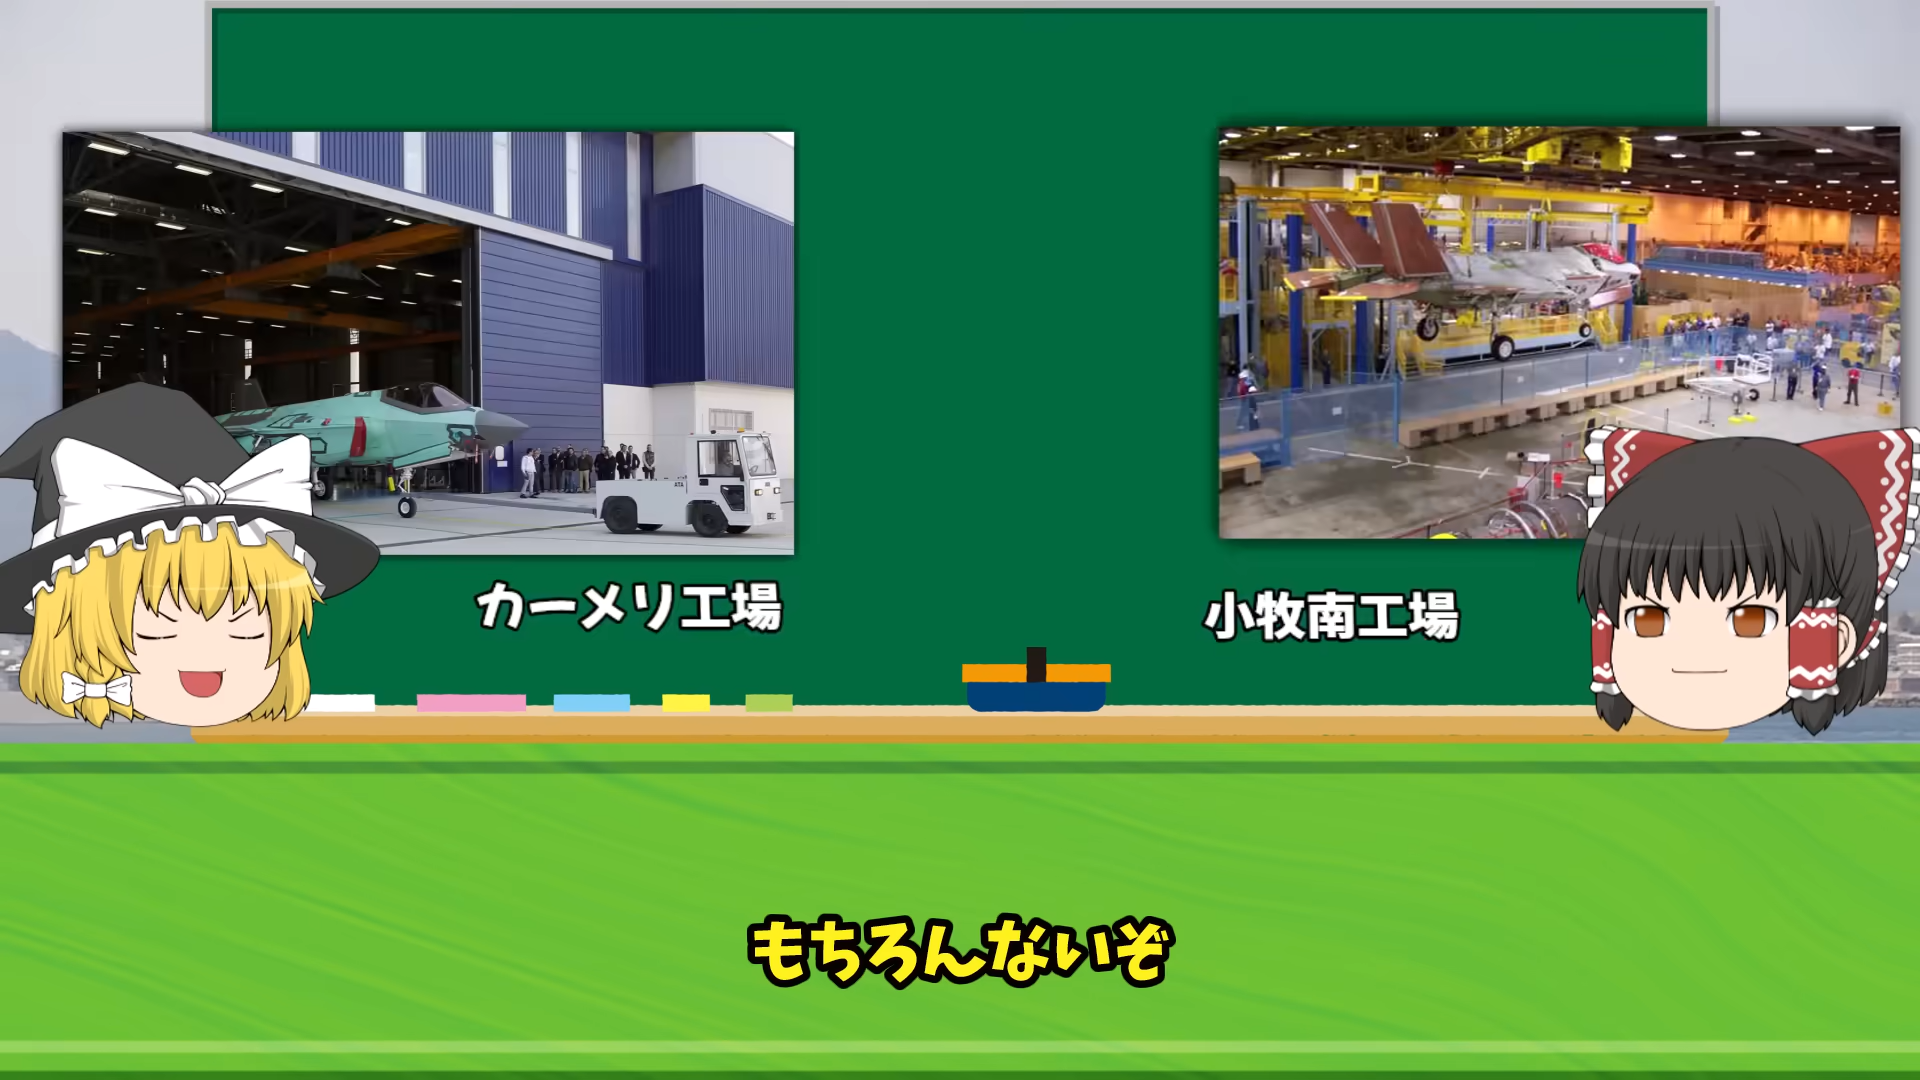 カーメリ工場
小牧南工場
もちろんないぞ